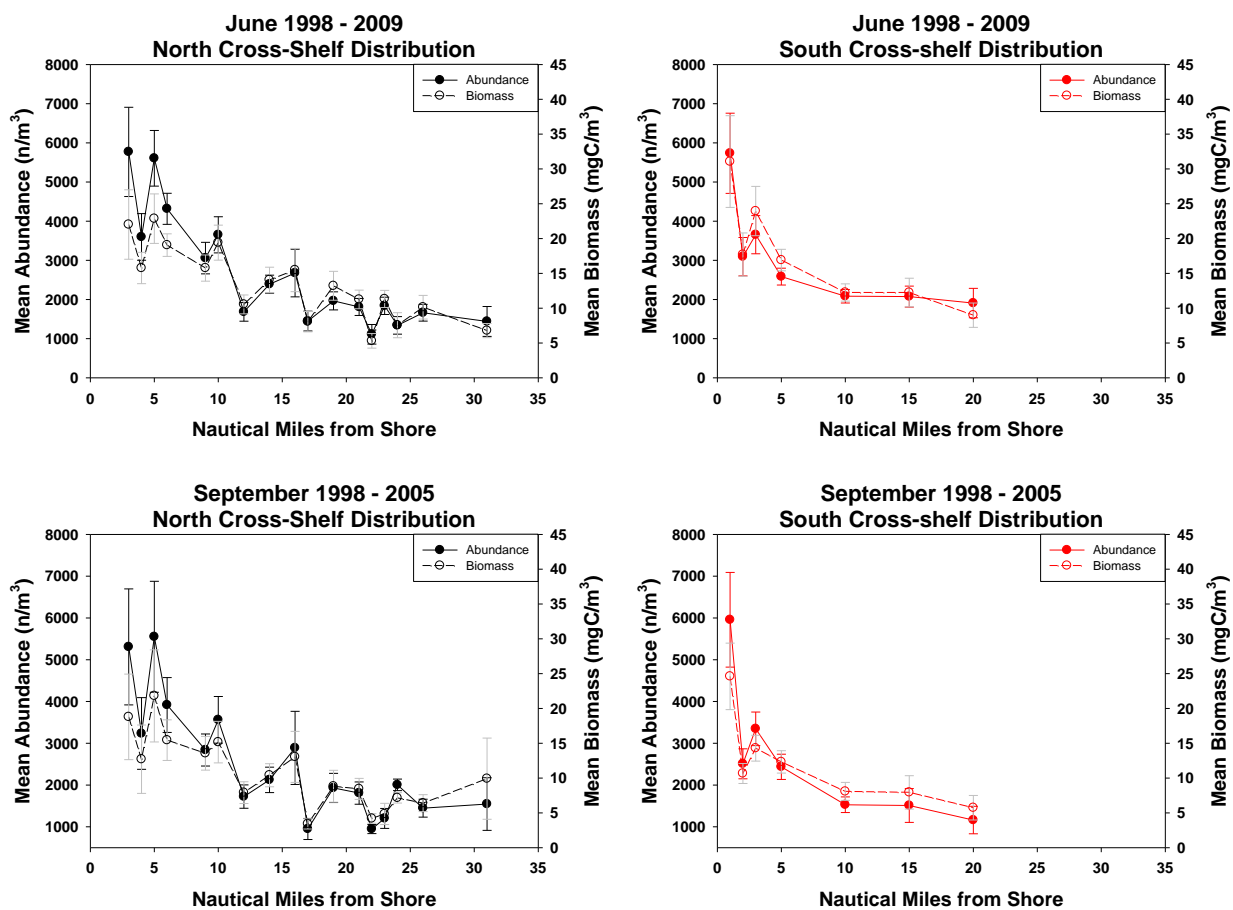 June 1998 - 2009
North Cross-Shelf Distribution
8000
7000
6000
5000
4000
3000
2000
1000
0
Mean Abundance (n/m³)
45
40
35
30
25
20
15
10
5
0
Mean Biomass (mgC/m³)
Abundance
Biomass
0 5 10 15 20 25 30 35
Nautical Miles from Shore
June 1998 - 2009
South Cross-shelf Distribution
8000
7000
6000
5000
4000
3000
2000
1000
0
Mean Abundance (n/m³)
45
40
35
30
25
20
15
10
5
0
Mean Biomass (mgC/m³)
Abundance
Biomass
0 5 10 15 20 25 30 35
Nautical Miles from Shore
September 1998 - 2005
North Cross-Shelf Distribution
8000
7000
6000
5000
4000
3000
2000
1000
Mean Abundance (n/m³)
45
40
35
30
25
20
15
10
5
0
Mean Biomass (mgC/m³)
Abundance
Biomass
0 5 10 15 20 25 30 35
Nautical Miles from Shore
September 1998 - 2005
South Cross-shelf Distribution
8000
7000
6000
5000
4000
3000
2000
1000
Mean Abundance (n/m³)
45
40
35
30
25
20
15
10
5
0
Mean Biomass (mgC/m³)
Abundance
Biomass
0 5 10 15 20 25 30 35
Nautical Miles from Shore